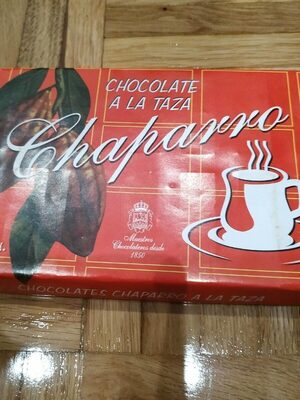 CHOCOLATE
A LA TAZA
Chaparro
Maestros
Chocolateros desde
1850
CHOCOLATES CHAPARRO A LA TAZA